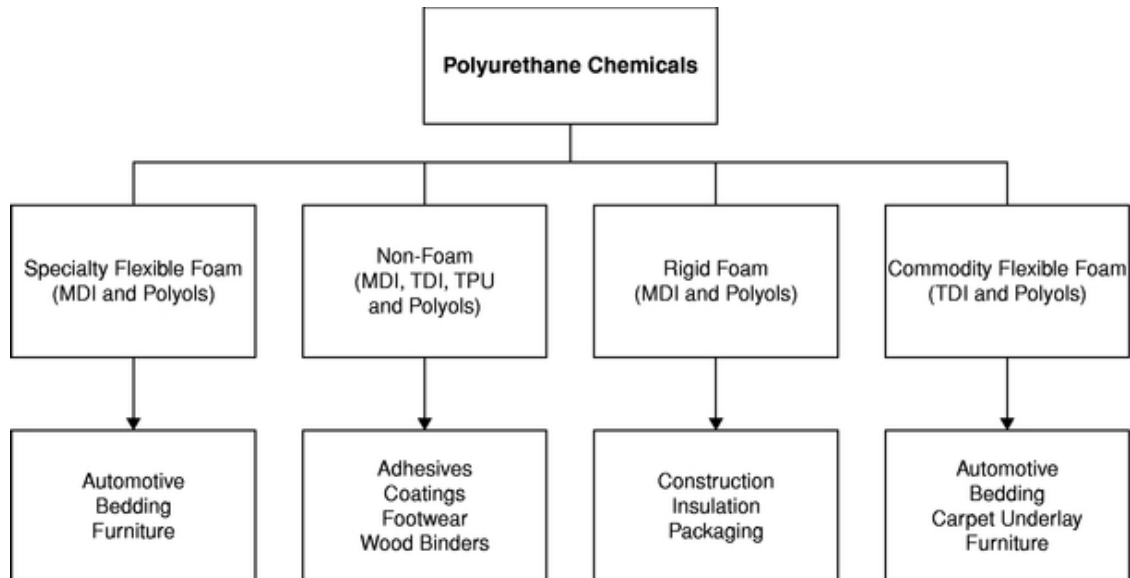 Polyurethane Chemicals
Specialty Flexible Foam
(MDI and Polyols)
Non-Foam
(MDI, TDI, TPU
and Polyols)
Rigid Foam
(MDI and Polyols)
Commodity Flexible Foam
(TDI and Polyols)
Automotive
Bedding
Furniture
Adhesives
Coatings
Footwear
Wood Binders
Construction
Insulation
Packaging
Automotive
Bedding
Carpet Underlay
Furniture